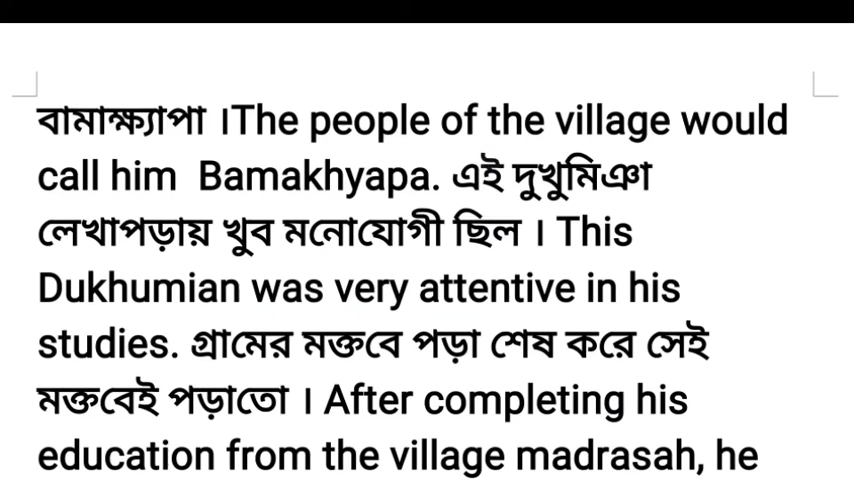 বামাক্ষ্যাপা ।The people of the village would
call him  Bamakhyapa. এই দুখুমিঞা
লেখাপড়ায় খুব মনোযোগী ছিল । This
Dukhumian was very attentive in his
studies. গ্রামের মক্তবে পড়া শেষ করে সেই
মক্তবেই পড়াতো । After completing his
education from the village madrasah, he